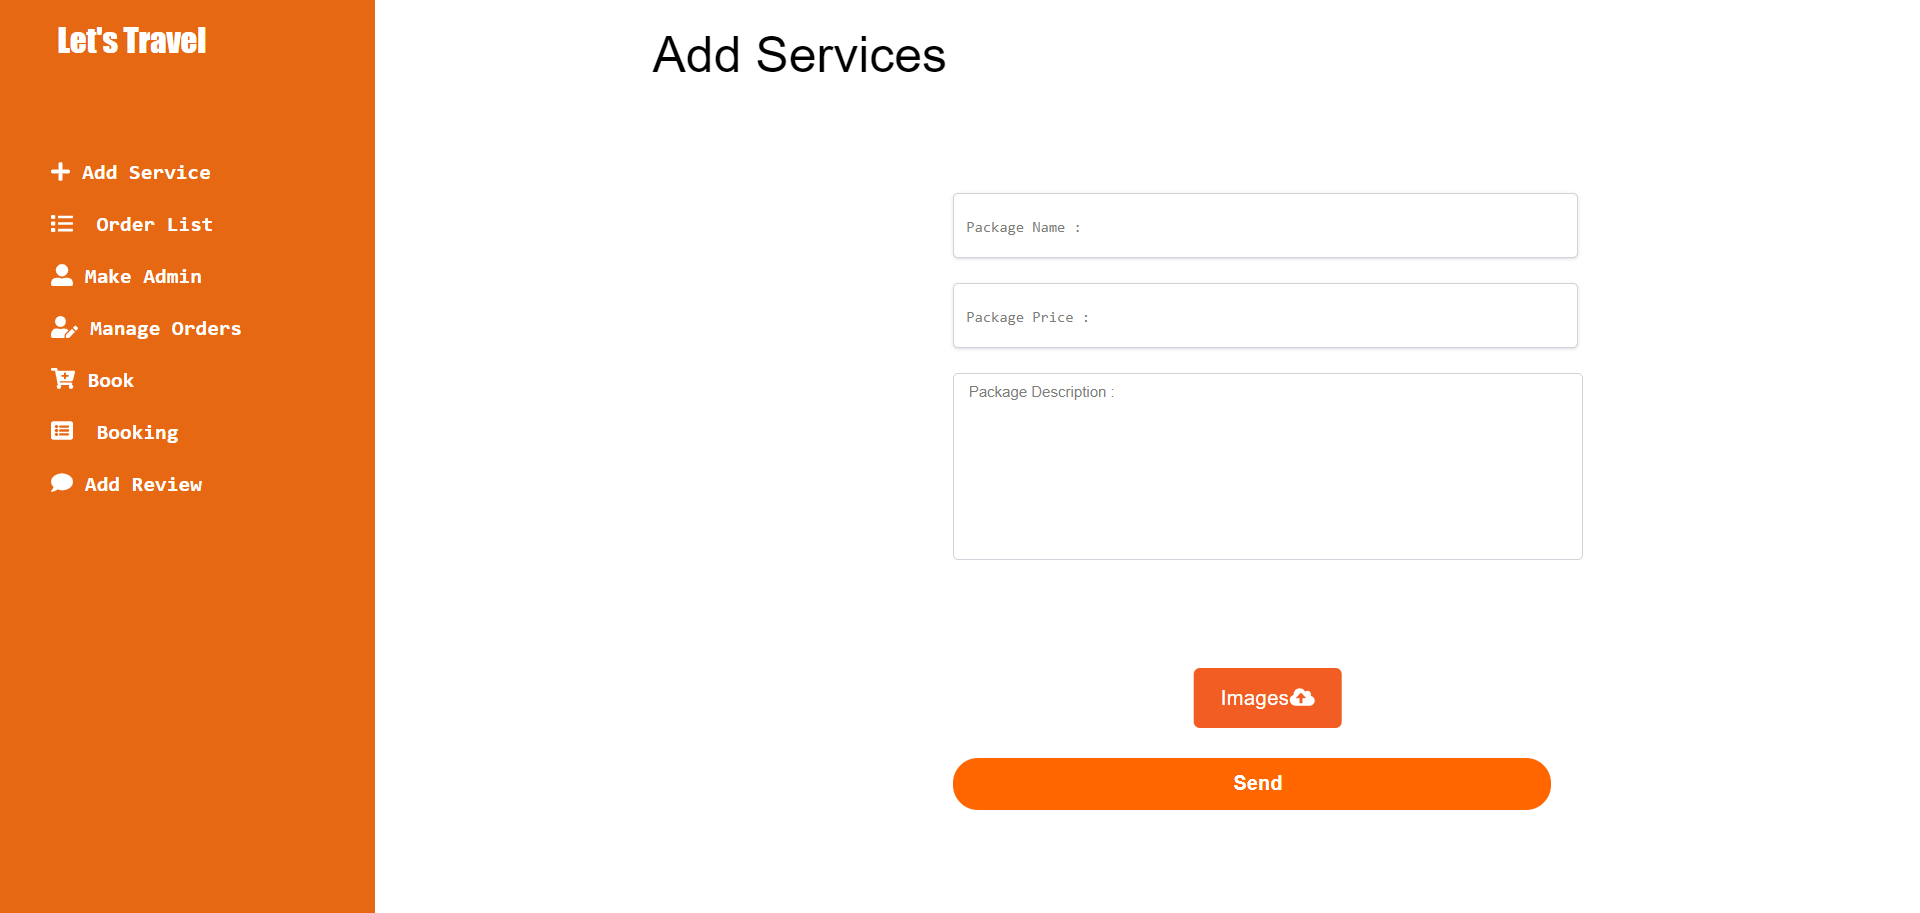 Let's Travel
Add Service
Order List
Make Admin
Manage Orders
Book
Booking
Add Review
Add Services
Package Name :
Package Price :
Package Description :
Images
Send